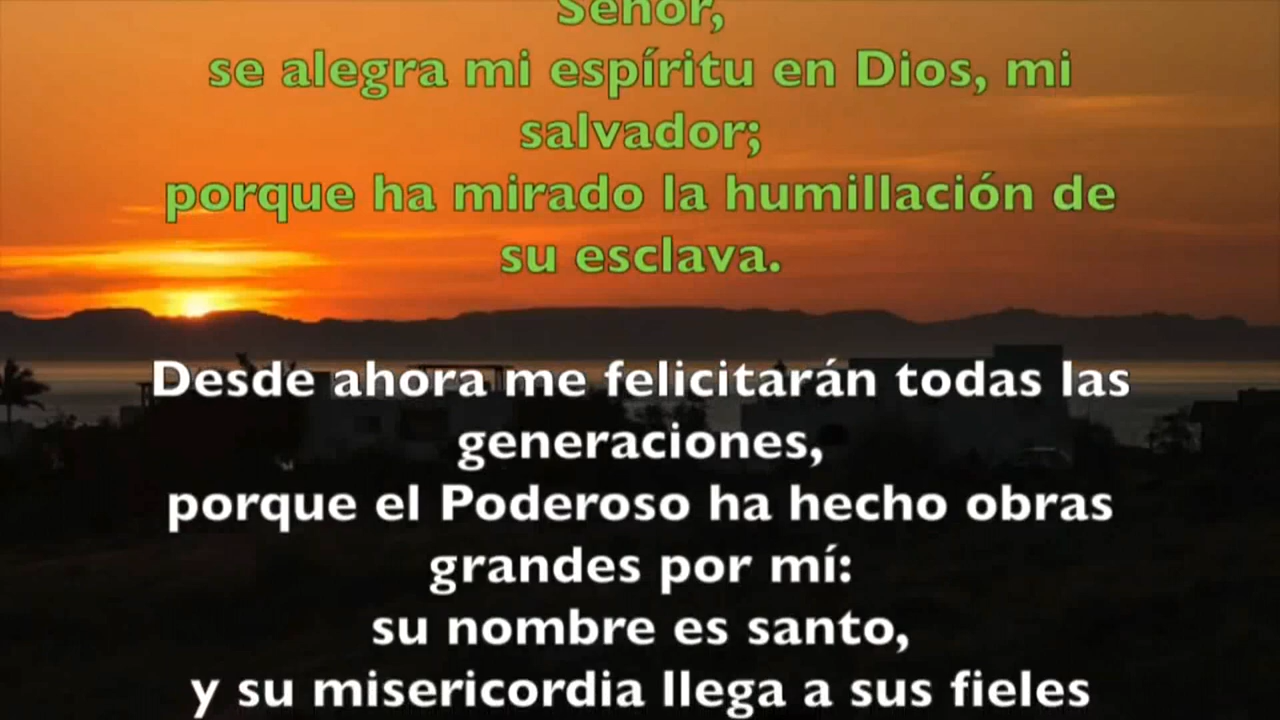 Señor,
se alegra mi espíritu en Dios, mi
salvador;
porque ha mirado la humillación de
su esclava.
Desde ahora me felicitarán todas las
generaciones,
porque el Poderoso ha hecho obras
grandes por mí:
su nombre es santo,
y su misericordia llega a sus fieles